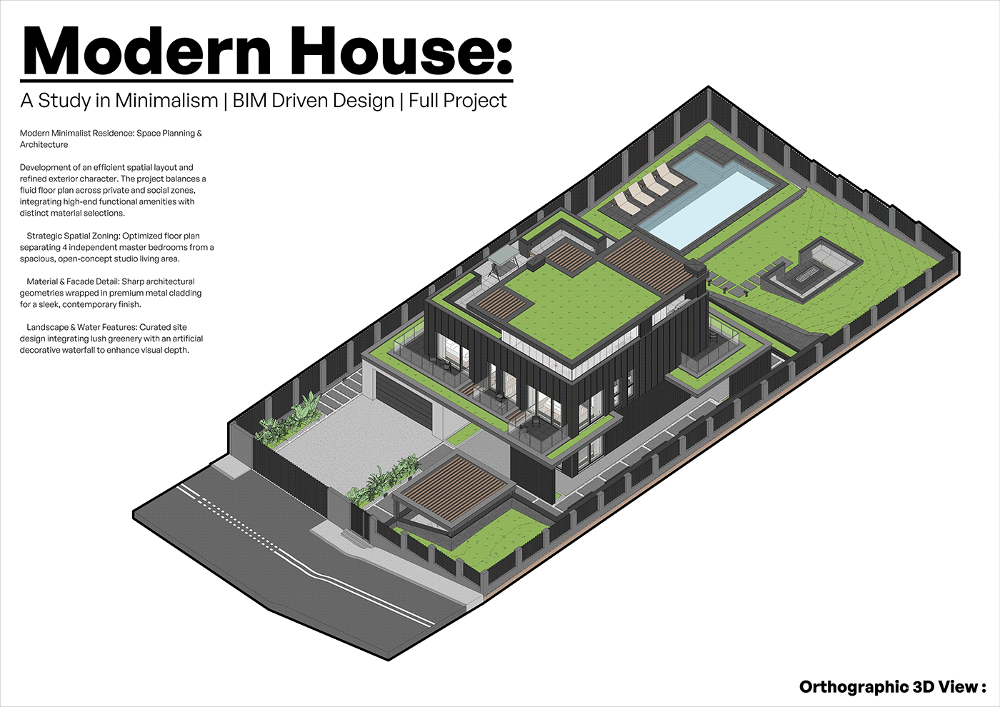 Modern House:
A Study in Minimalism | BIM Driven Design | Full Project
Modern Minimalist Residence: Space Planning &
Architecture
Development of an efficient spatial layout and
refined exterior character. The project balances a
fluid floor plan across private and social zones,
integrating high-end functional amenities with
distinct material selections.
Strategic Spatial Zoning: Optimized floor plan
separating 4 independent master bedrooms from a
spacious, open-concept studio living area.
Material & Facade Detail: Sharp architectural
geometries wrapped in premium metal cladding
for a sleek, contemporary finish.
Landscape & Water Features: Curated site
design integrating lush greenery with an artificial
decorative waterfall to enhance visual depth.
Orthographic 3D View :